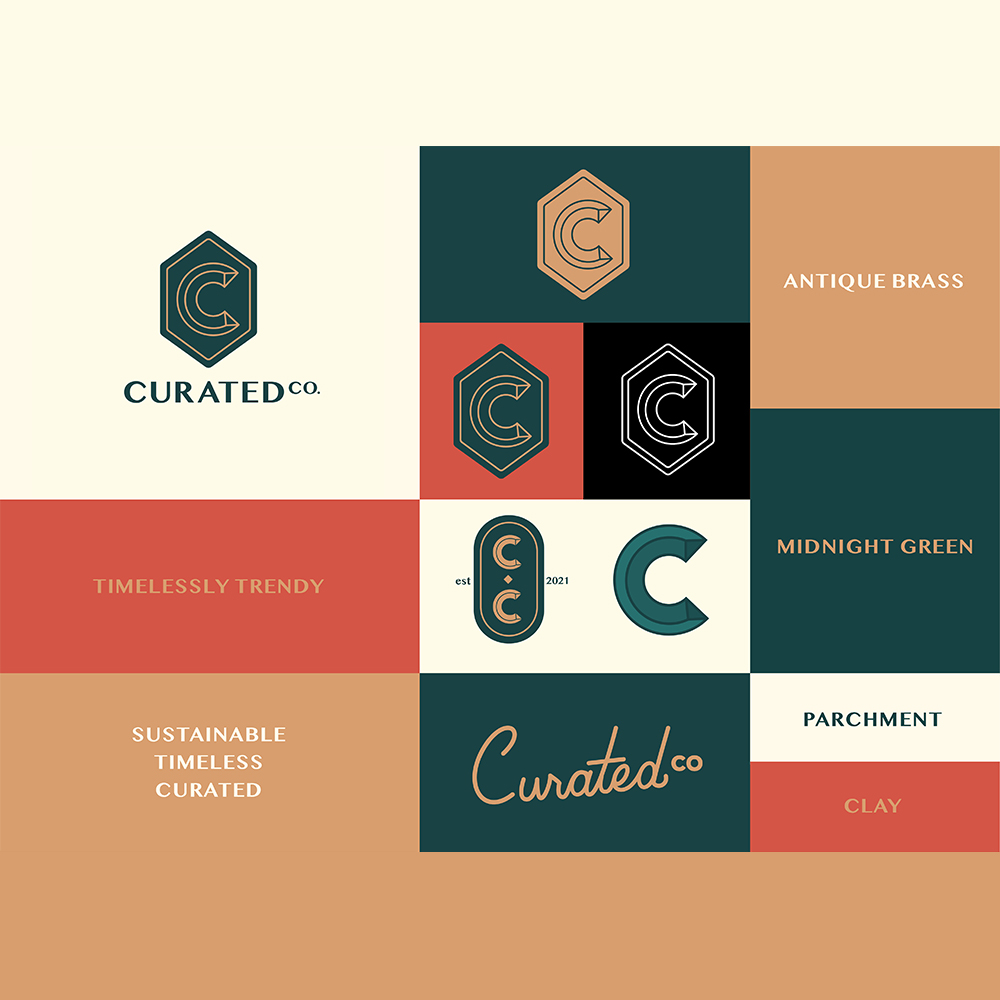 C
CURATED CO.
TIMELESSLY TRENDY
SUSTAINABLE
TIMELESS
CURATED
C
C
C
est
C
C
2021
C
Curated co
ANTIQUE BRASS
MIDNIGHT GREEN
PARCHMENT
CLAY